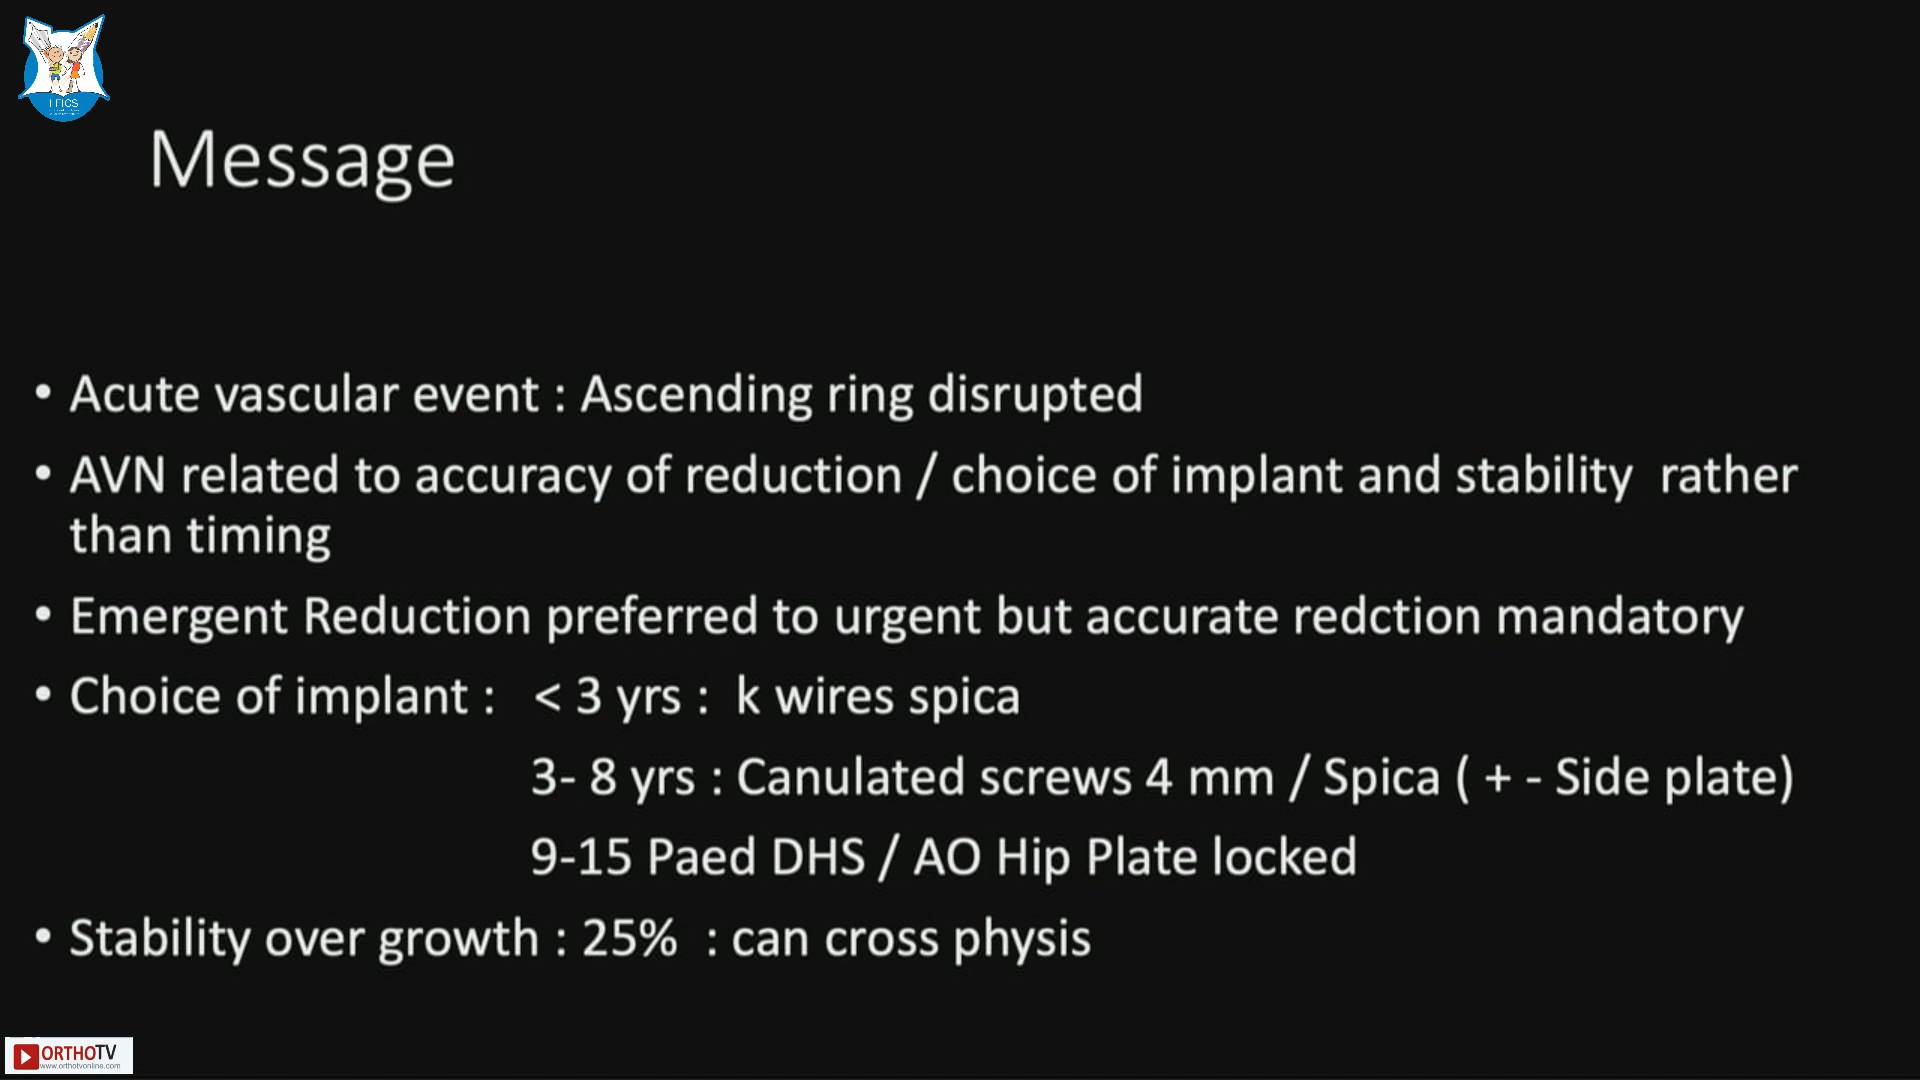 I FICS
Message
• Acute vascular event : Ascending ring disrupted
• AVN related to accuracy of reduction / choice of implant and stability rather
than timing
• Emergent Reduction preferred to urgent but accurate redction mandatory
• Choice of implant : < 3 yrs : k wires spica
3- 8 yrs : Canulated screws 4 mm / Spica ( + - Side plate)
9-15 Paed DHS / AO Hip Plate locked
• Stability over growth : 25% : can cross physis
ORTHOTV
www.orthotvonline.com